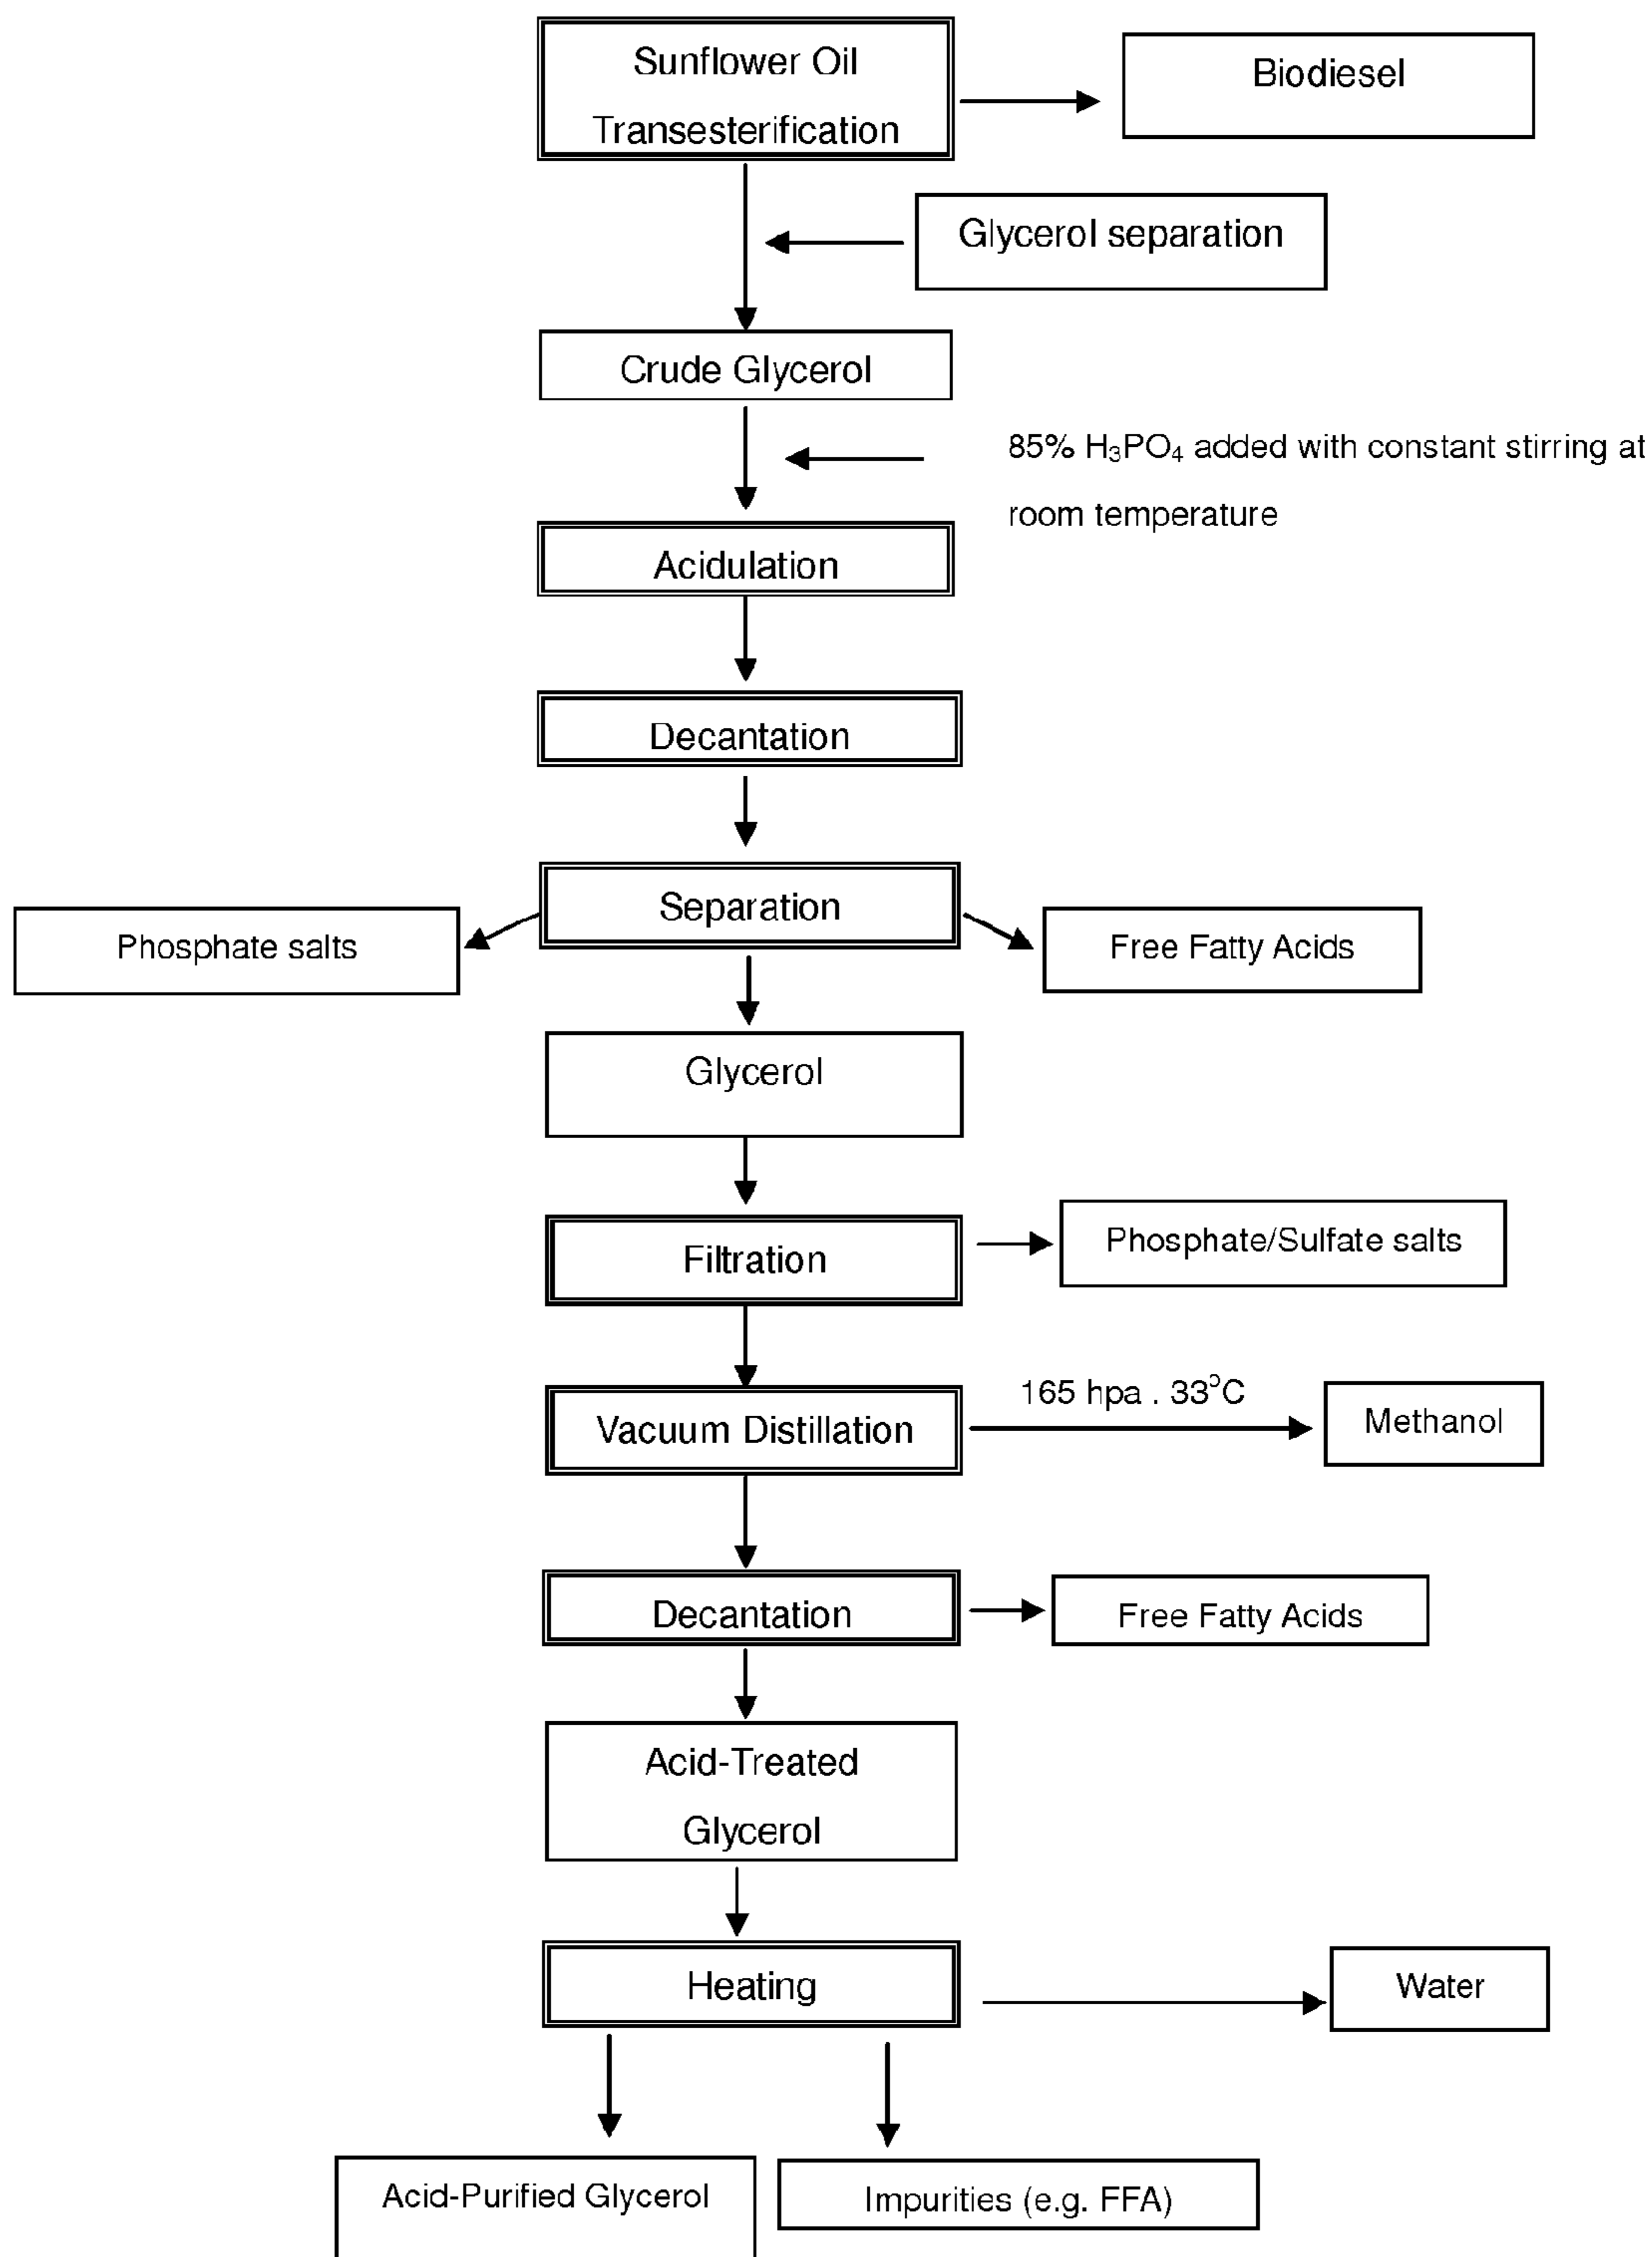 Sunflower Oil
Transesterification
Biodiesel
Glycerol separation
Crude Glycerol
85% H₃PO₄ added with constant stirring at
room temperature
Acidulation
Decantation
Separation
Phosphate salts
Free Fatty Acids
Glycerol
Filtration
Phosphate/Sulfate salts
Vacuum Distillation
165 hpa . 33°C
Methanol
Decantation
Free Fatty Acids
Acid-Treated
Glycerol
Heating
Water
Acid-Purified Glycerol
Impurities (e.g. FFA)